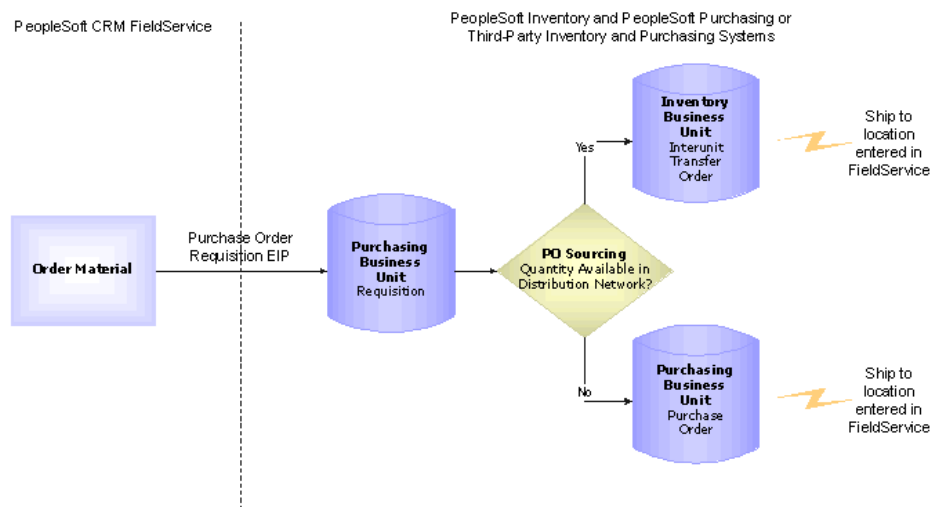 PeopleSoft CRM FieldService
PeopleSoft Inventory and PeopleSoft Purchasing or
Third-Party Inventory and Purchasing Systems
Order Material
Purchase Order
Requisition EIP
Purchasing
Business
Unit
Requisition
PO Sourcing
Quantity Available in
Distribution Network?
Yes
Inventory
Business
Unit
Interunit
Transfer
Order
Ship to
location
entered in
FieldService
No
Purchasing
Business
Unit
Purchase
Order
Ship to
location
entered in
FieldService